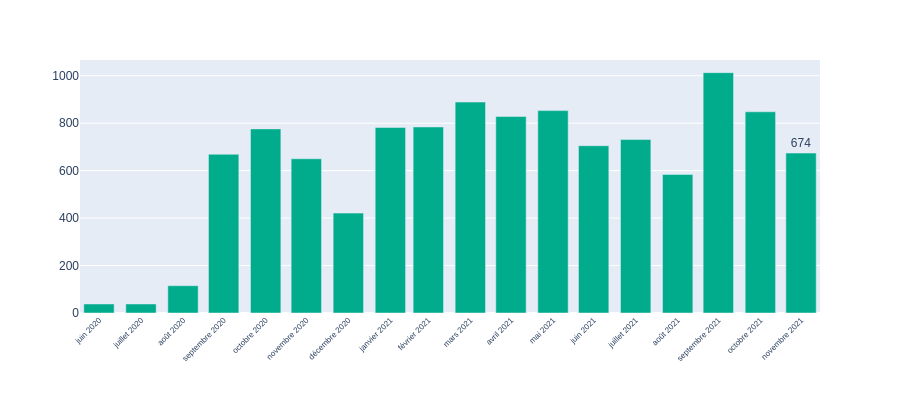 1000
800
600
400
200
0
674
juin 2020
juillet 2020
août 2020
septembre 2020
octobre 2020
novembre 2020
décembre 2020
janvier 2021
février 2021
mars 2021
avril 2021
mai 2021
juin 2021
juillet 2021
août 2021
septembre 2021
octobre 2021
novembre 2021